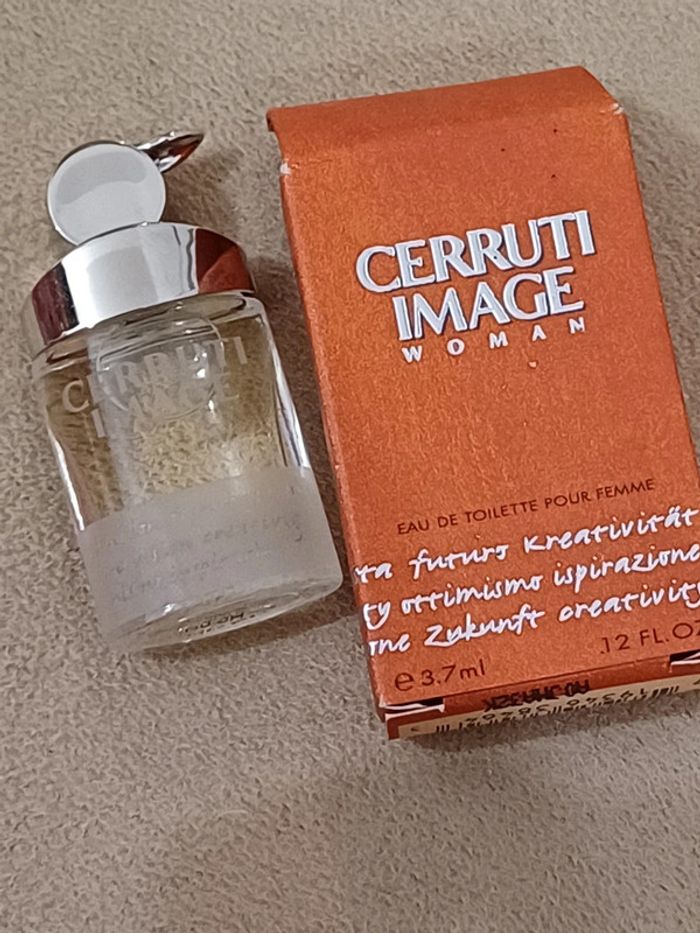 CERRUTI
IMAGE
CERRUTI
IMAGE
WOMAN
EAU DE TOILETTE POUR FEMME
futuro Kreativität
ottimismo ispirazione
Zukunft creativity
e 3.7ml
.12 FL.OZ